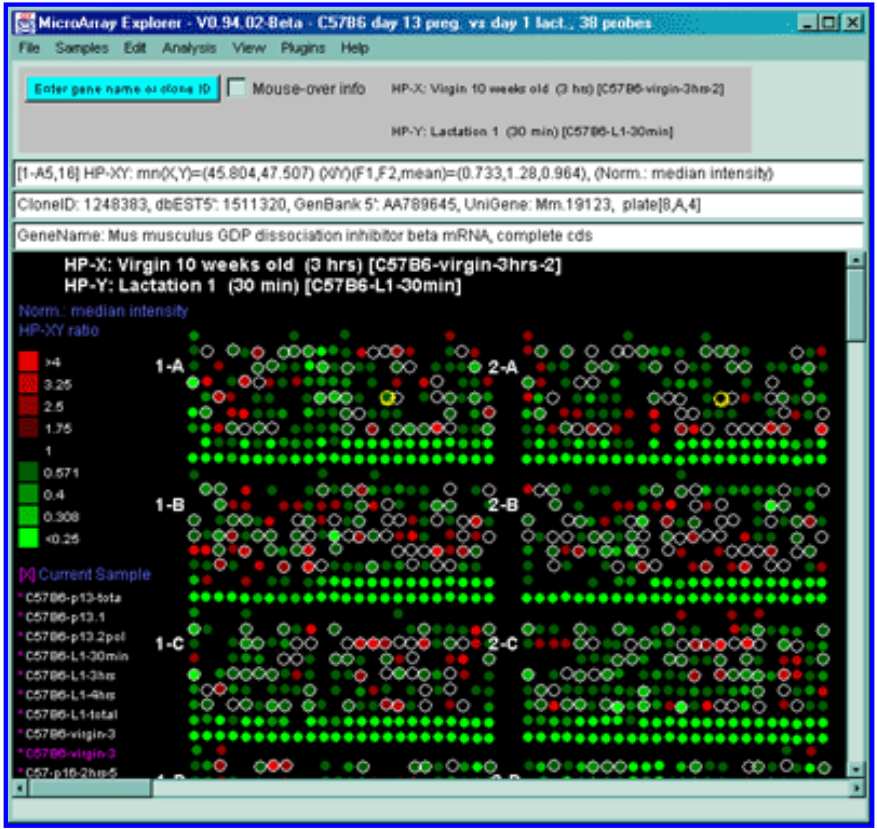 MicroArray Explorer - V0.94.02-Beta - C57B6 day 13 preg. vs day 1 lact., 38 probes
File Samples Edit Analysis View Plugins Help
Enter gene name or clone ID Mouse-over info HP-X: Virgin 10 weeks old (3 hrs) [C57B6-virgin-3hrs-2]
HP-Y: Lactation 1 (30 min) [C57B6-L1-30min]
[1-A5,16] HP-XY: mn(X,Y)=(45.804,47.507) (X/Y)(F1,F2,mean)=(0.733,1.28,0.964), (Norm.: median intensity)
CloneID: 1248383, dbEST5': 1511320, GenBank 5': AA789645, UniGene: Mm.19123, plate[8,A,4]
GeneName: Mus musculus GDP dissociation inhibitor beta mRNA, complete cds
HP-X: Virgin 10 weeks old (3 hrs) [C57B6-virgin-3hrs-2]
HP-Y: Lactation 1 (30 min) [C57B6-L1-30min]
Norm.: median intensity
HP-XY ratio
>4
3.25
2.5
1.75
1
0.571
0.4
0.308
<0.25
1-A 2-A
1-B 2-B
1-C 2-C
[X] Current Sample
*C57B6-p13-tota
*C57B6-p13.1
*C57B6-p13.2pol
*C57B6-L1-30min
*C57B6-L1-3hrs
*C57B6-L1-4hrs
*C57B6-L1-total
*C57B6-virgin-3
*C57B6-virgin-3
*C57-p16-2hrs-5